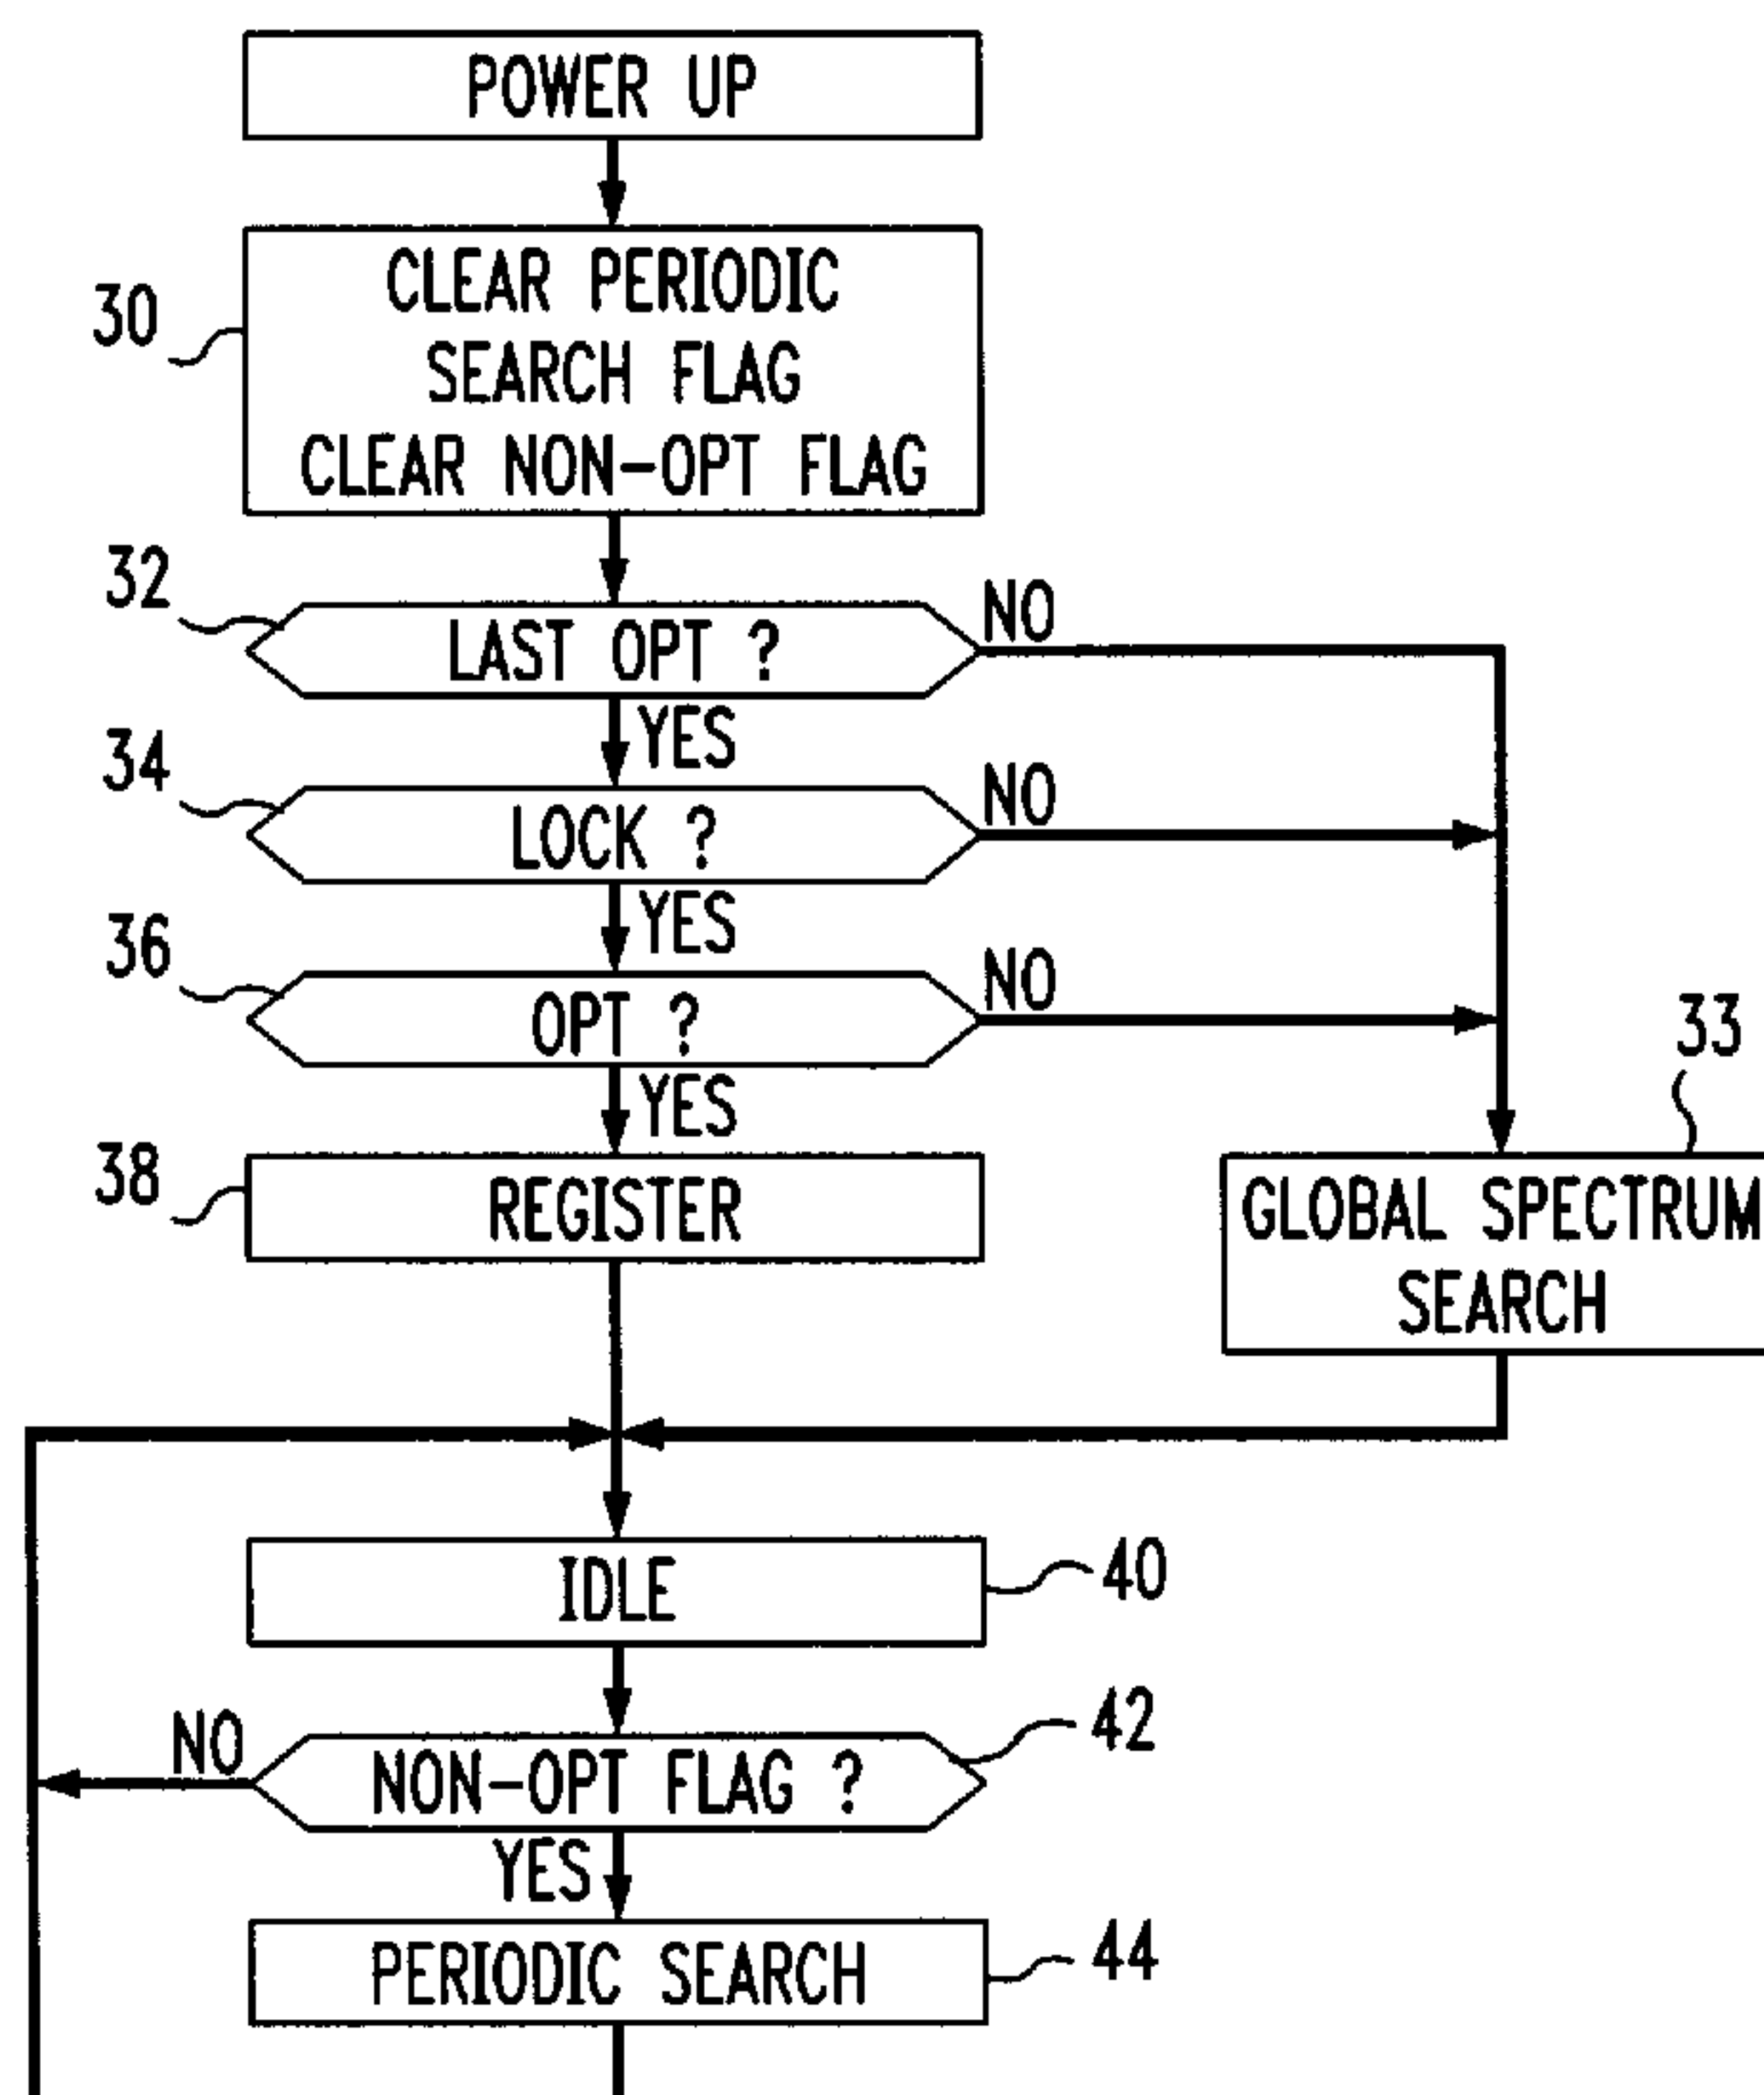 POWER UP
30
CLEAR PERIODIC
SEARCH FLAG
CLEAR NON-OPT FLAG
32
LAST OPT ?
NO
YES
34
LOCK ?
NO
YES
36
OPT ?
NO
YES
33
38
REGISTER
GLOBAL SPECTRUM
SEARCH
IDLE
40
42
NO
NON-OPT FLAG ?
YES
PERIODIC SEARCH
44